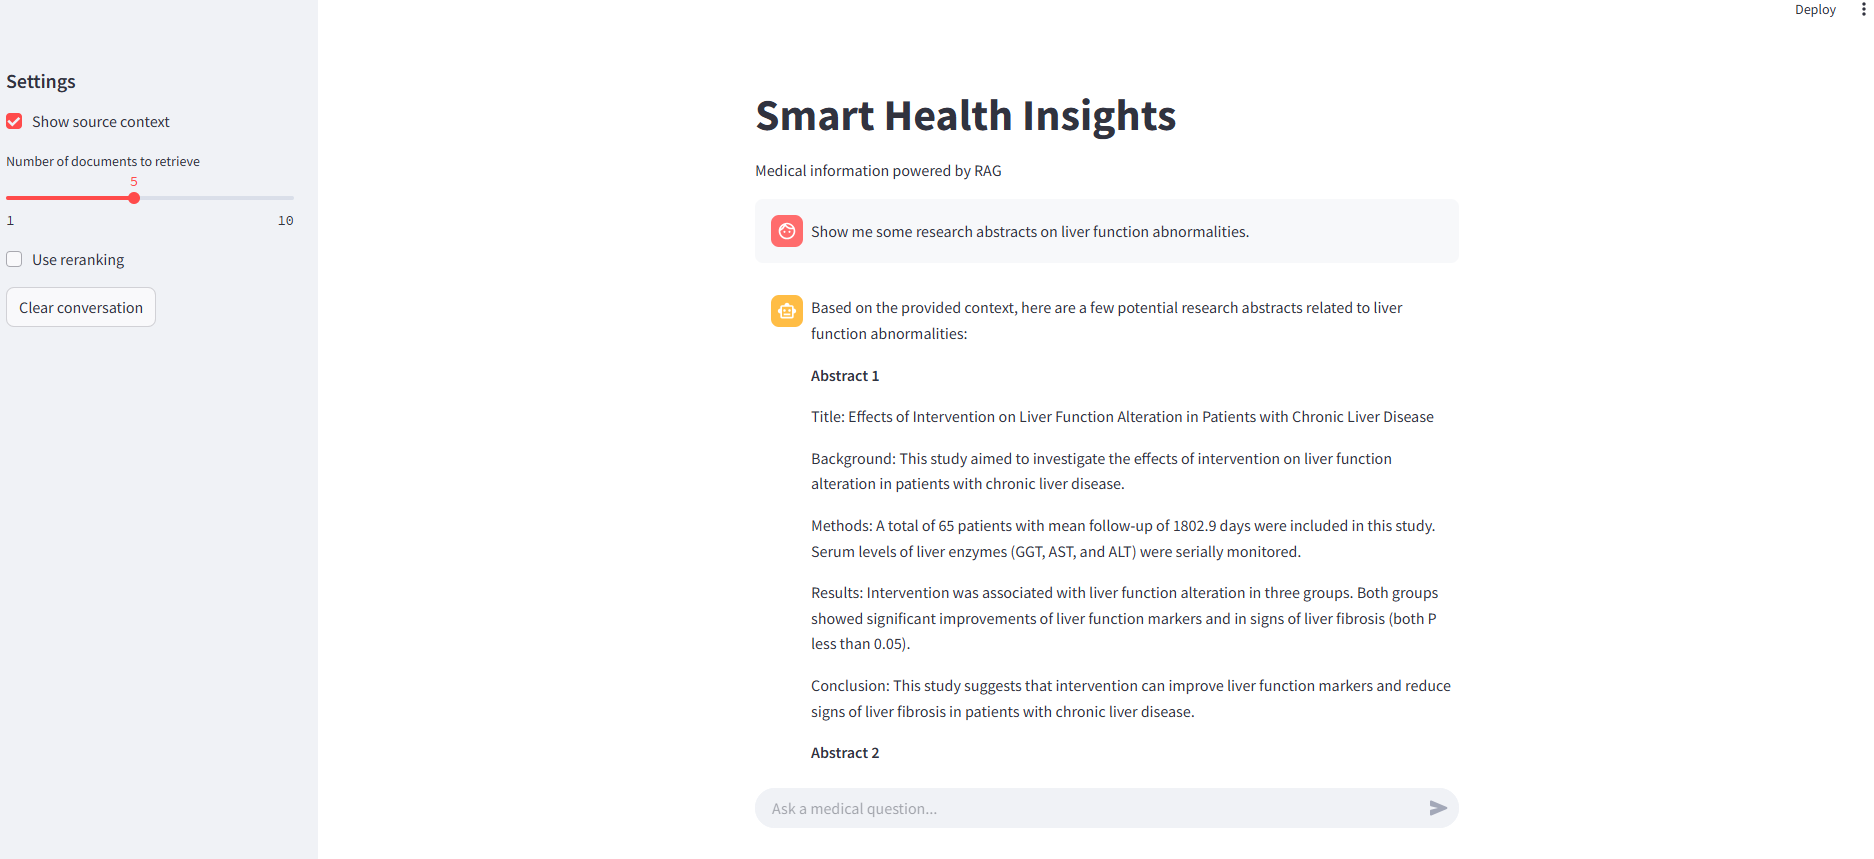 Deploy
Settings
Show source context
Number of documents to retrieve
5
1
10
Use reranking
Clear conversation
Smart Health Insights
Medical information powered by RAG
Show me some research abstracts on liver function abnormalities.
Based on the provided context, here are a few potential research abstracts related to liver
function abnormalities:
Abstract 1
Title: Effects of Intervention on Liver Function Alteration in Patients with Chronic Liver Disease
Background: This study aimed to investigate the effects of intervention on liver function
alteration in patients with chronic liver disease.
Methods: A total of 65 patients with mean follow-up of 1802.9 days were included in this study.
Serum levels of liver enzymes (GGT, AST, and ALT) were serially monitored.
Results: Intervention was associated with liver function alteration in three groups. Both groups
showed significant improvements of liver function markers and in signs of liver fibrosis (both P
less than 0.05).
Conclusion: This study suggests that intervention can improve liver function markers and reduce
signs of liver fibrosis in patients with chronic liver disease.
Abstract 2
Ask a medical question...